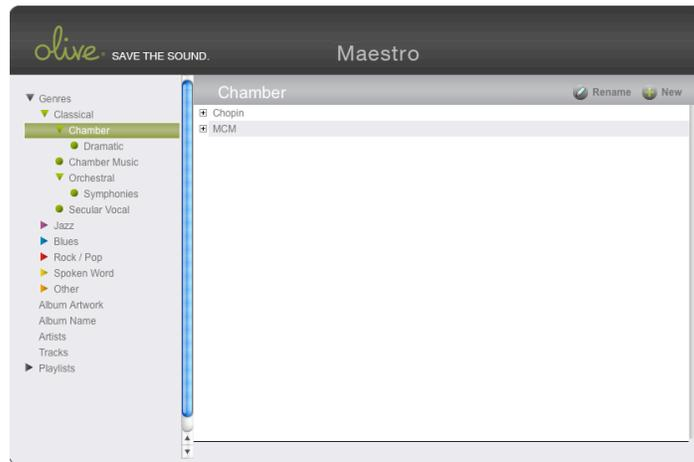 olive SAVE THE SOUND.
Maestro
Chamber
Rename
New
Genres
Classical
Chamber
Dramatic
Chamber Music
Orchestral
Symphonies
Secular Vocal
Jazz
Blues
Rock / Pop
Spoken Word
Other
Album Artwork
Album Name
Artists
Tracks
Playlists
Chopin
MCM